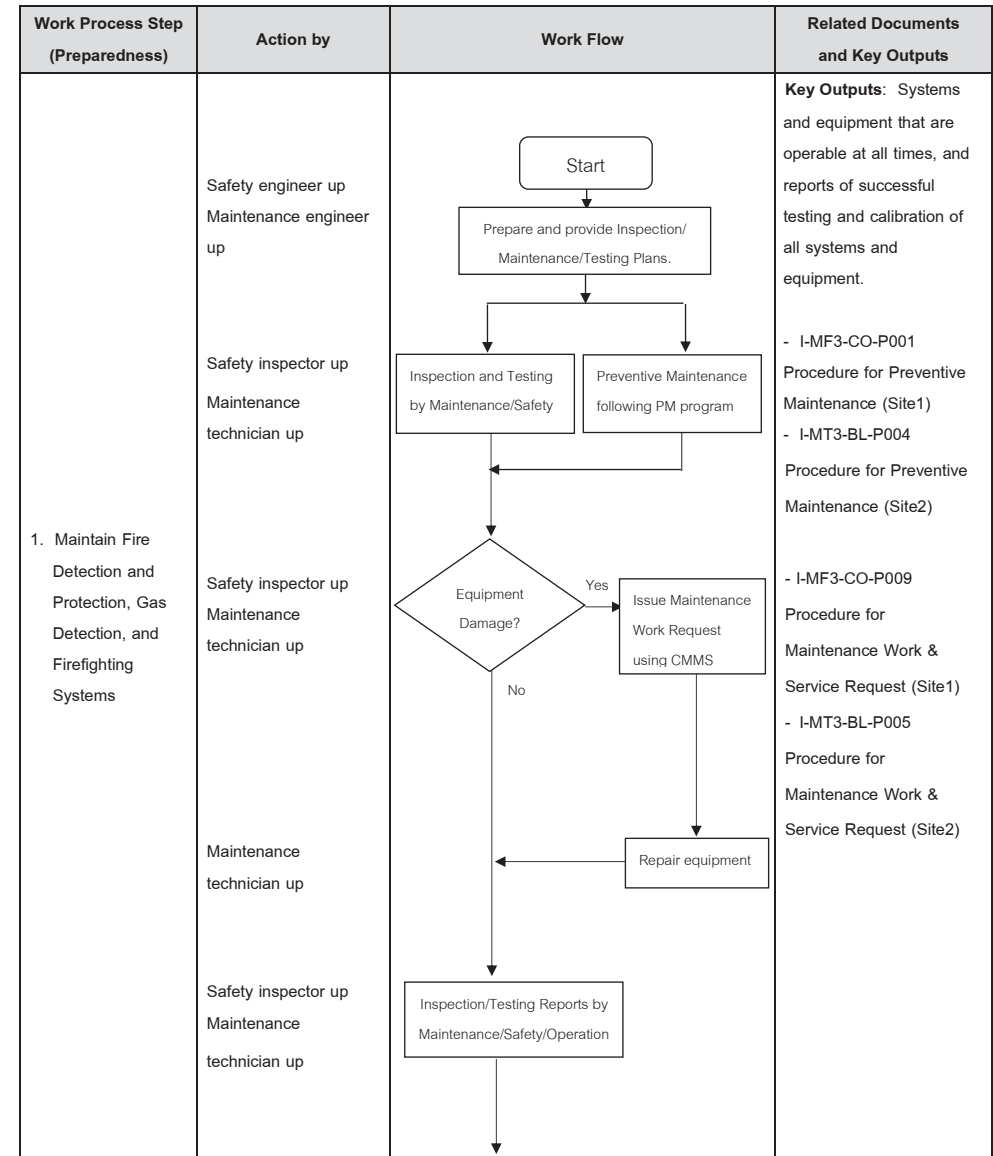 Work Process Step
(Preparedness)
Action by
Work Flow
Related Documents
and Key Outputs
1. Maintain Fire
Detection and
Protection, Gas
Detection, and
Firefighting
Systems
Safety engineer up
Maintenance engineer
up
Safety inspector up
Maintenance
technician up
Safety inspector up
Maintenance
technician up
Maintenance
technician up
Safety inspector up
Maintenance
technician up
Start
Prepare and provide Inspection/
Maintenance/Testing Plans.
Inspection and Testing
by Maintenance/Safety
Preventive Maintenance
following PM program
Equipment
Damage?
Yes
Issue Maintenance
Work Request
using CMMS
No
Repair equipment
Inspection/Testing Reports by
Maintenance/Safety/Operation
Key Outputs: Systems
and equipment that are
operable at all times, and
reports of successful
testing and calibration of
all systems and
equipment.
- I-MF3-CO-P001
Procedure for Preventive
Maintenance (Site1)
- I-MT3-BL-P004
Procedure for Preventive
Maintenance (Site2)
- I-MF3-CO-P009
Procedure for
Maintenance Work &
Service Request (Site1)
- I-MT3-BL-P005
Procedure for
Maintenance Work &
Service Request (Site2)